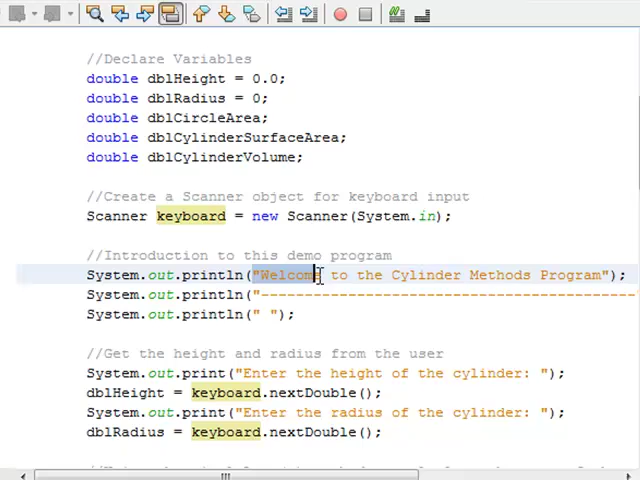 //Declare Variables
double dblHeight = 0.0;
double dblRadius = 0;
double dblCircleArea;
double dblCylinderSurfaceArea;
double dblCylinderVolume;
//Create a Scanner object for keyboard input
Scanner keyboard = new Scanner(System.in);
//Introduction to this demo program
System.out.println("Welcome to the Cylinder Methods Program");
System.out.println("------------------------------------------
System.out.println(" ");
//Get the height and radius from the user
System.out.print("Enter the height of the cylinder: ");
dblHeight = keyboard.nextDouble();
System.out.print("Enter the radius of the cylinder: ");
dblRadius = keyboard.nextDouble();